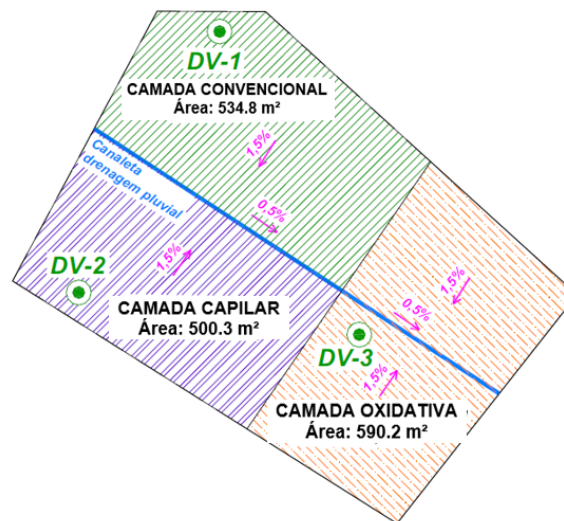 DV-1
CAMADA CONVENCIONAL
Área: 534.8 m²
1,5%
Canaleta
drenagem pluvial
0.5%
1,5%
DV-2
CAMADA CAPILAR
Área: 500.3 m²
1,5%
0.5%
DV-3
1,5%
CAMADA OXIDATIVA
Área: 590.2 m²